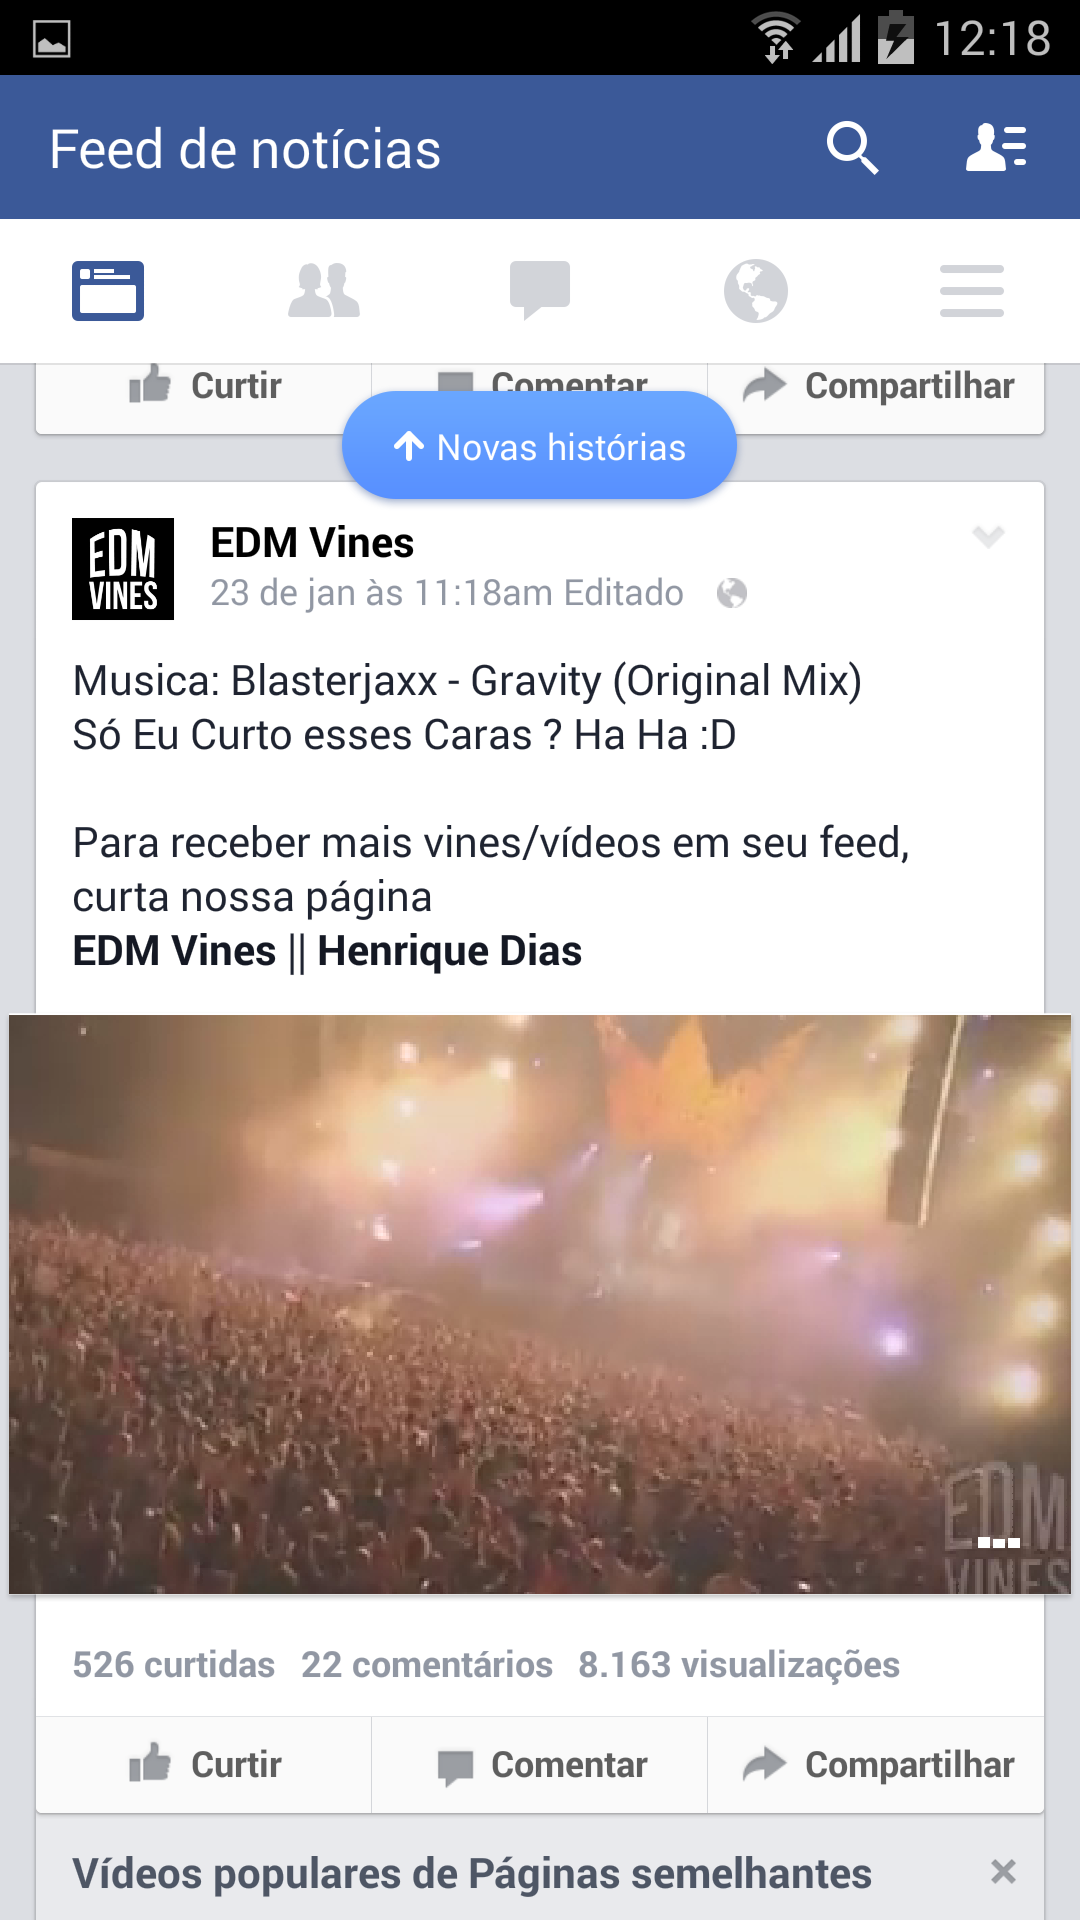 12:18
Feed de notícias
Curtir Comentar Compartilhar
Novas histórias
EDM
VINES
EDM Vines
23 de jan às 11:18am Editado
Musica: Blasterjaxx - Gravity (Original Mix)
Só Eu Curto esses Caras ? Ha Ha :D
Para receber mais vines/vídeos em seu feed,
curta nossa página
EDM Vines || Henrique Dias
EDM
VINES
526 curtidas 22 comentários 8.163 visualizações
Curtir Comentar Compartilhar
Vídeos populares de Páginas semelhantes